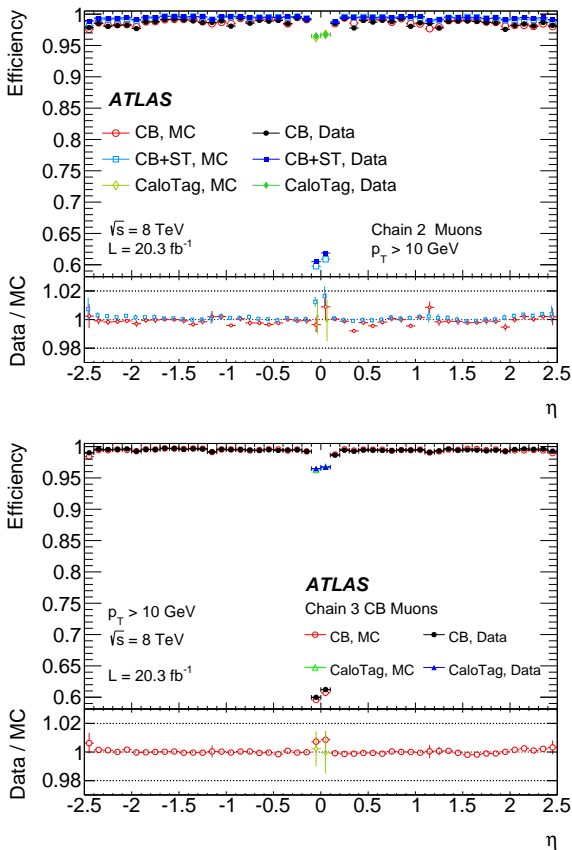 Efficiency
1
0.95
0.9
0.85
0.8
0.75
0.7
0.65
0.6
ATLAS
CB, MC
CB, Data
CB+ST, MC
CB+ST, Data
CaloTag, MC
CaloTag, Data
√s = 8 TeV
Chain 2 Muons
L = 20.3 fb-1
pT > 10 GeV
Data / MC
1.02
1
0.98
-2.5 -2 -1.5 -1 -0.5 0 0.5 1 1.5 2 2.5
η
Efficiency
1
0.95
0.9
0.85
0.8
0.75
0.7
0.65
0.6
ATLAS
pT > 10 GeV
Chain 3 CB Muons
√s = 8 TeV
CB, MC
CB, Data
L = 20.3 fb-1
CaloTag, MC
CaloTag, Data
Data / MC
1.02
1
0.98
-2.5 -2 -1.5 -1 -0.5 0 0.5 1 1.5 2 2.5
η